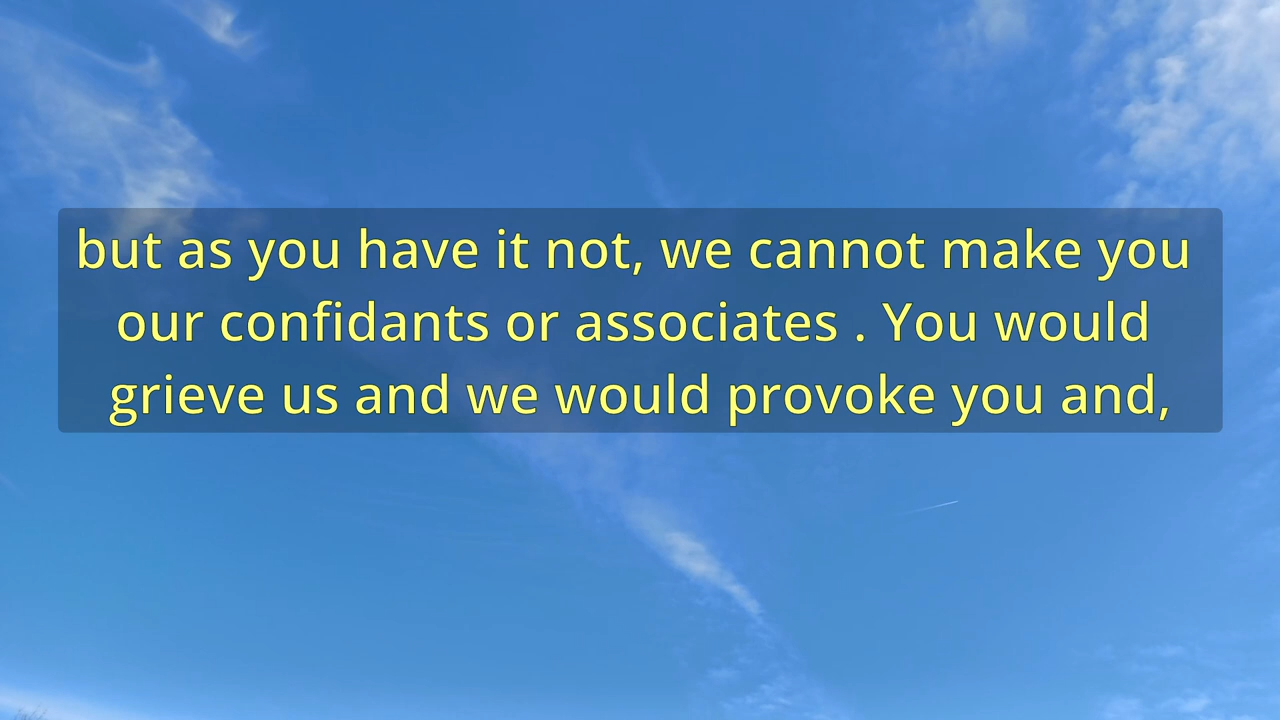 but as you have it not, we cannot make you
our confidants or associates . You would
grieve us and we would provoke you and,